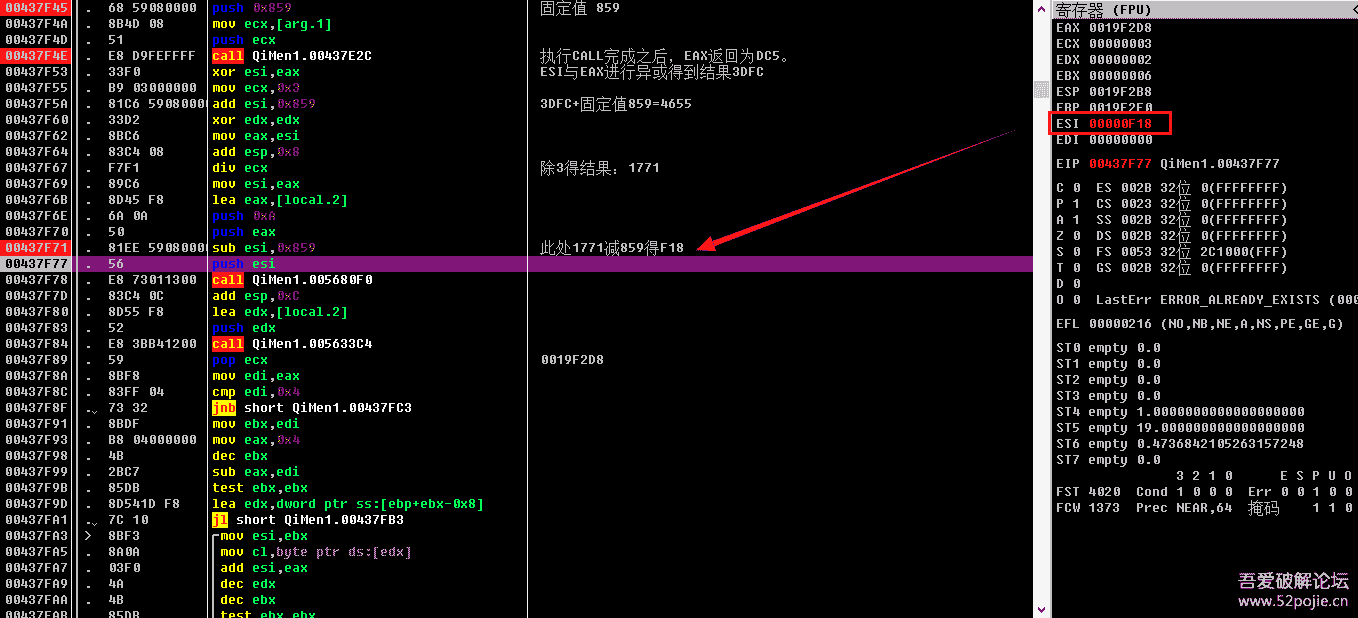 00437F45 . 68 59080000 push 0x859 固定值 859
00437F4A . 8B4D 08 mov ecx,[arg.1]
00437F4D . 51 push ecx
00437F4E . E8 D9FEFFFF call QiMen1.00437E2C 执行CALL完成之后，EAX返回为DC5。
00437F53 . 33F0 xor esi,eax ESI与EAX进行异或得到结果3DFC
00437F55 . B9 03000000 mov ecx,0x3
00437F5A . 81C6 5908000 add esi,0x859 3DFC+固定值859=4655
00437F60 . 33D2 xor edx,edx
00437F62 . 8BC6 mov eax,esi
00437F64 . 83C4 08 add esp,0x8
00437F67 . F7F1 div ecx 除3得结果：1771
00437F69 . 89C6 mov esi,eax
00437F6B . 8D45 F8 lea eax,[local.2]
00437F6E . 6A 0A push 0xA
00437F70 . 50 push eax
00437F71 . 81EE 5908000 sub esi,0x859 此处1771减859得F18
00437F77 . 56 push esi
00437F78 . E8 73011300 call QiMen1.005680F0
00437F7D . 83C4 0C add esp,0xC
00437F80 . 8D55 F8 lea edx,[local.2]
00437F83 . 52 push edx
00437F84 . E8 3BB41200 call QiMen1.005633C4
00437F89 . 59 pop ecx 0019F2D8
00437F8A . 8BF8 mov edi,eax
00437F8C . 83FF 04 cmp edi,0x4
00437F8F . 73 32 jnb short QiMen1.00437FC3
00437F91 . 8BDF mov ebx,edi
00437F93 . B8 04000000 mov eax,0x4
00437F98 . 4B dec ebx
00437F99 . 2BC7 sub eax,edi
00437F9B . 85DB test ebx,ebx
00437F9D . 8D541D F8 lea edx,dword ptr ss:[ebp+ebx-0x8]
00437FA1 . 7C 10 jl short QiMen1.00437FB3
00437FA3 > 8BF3 mov esi,ebx
00437FA5 . 8A0A mov cl,byte ptr ds:[edx]
00437FA7 . 03F0 add esi,eax
00437FA9 . 4A dec edx
00437FAA . 4B dec ebx
00437FAB . 85DB test ebx,ebx
寄存器 (FPU) <
EAX 0019F2D8
ECX 00000003
EDX 00000002
EBX 00000006
ESP 0019F2B8
EBP 0019F2E0
ESI 00000F18
EDI 00000000
EIP 00437F77 QiMen1.00437F77
C 0 ES 002B 32位 0(FFFFFFFF)
P 1 CS 0023 32位 0(FFFFFFFF)
A 1 SS 002B 32位 0(FFFFFFFF)
Z 0 DS 002B 32位 0(FFFFFFFF)
S 0 FS 0053 32位 2C1000(FFF)
T 0 GS 002B 32位 0(FFFFFFFF)
D 0
O 0 LastErr ERROR_ALREADY_EXISTS (000
EFL 00000216 (NO,NB,NE,A,NS,PE,GE,G)
ST0 empty 0.0
ST1 empty 0.0
ST2 empty 0.0
ST3 empty 0.0
ST4 empty 1.0000000000000000000
ST5 empty 19.000000000000000000
ST6 empty 0.4736842105263157248
ST7 empty 0.0
3 2 1 0 E S P U O
FST 4020 Cond 1 0 0 0 Err 0 0 1 0 0
FCW 1373 Prec NEAR,64 掩码 1 1 0
吾爱破解论坛
www.52pojie.cn